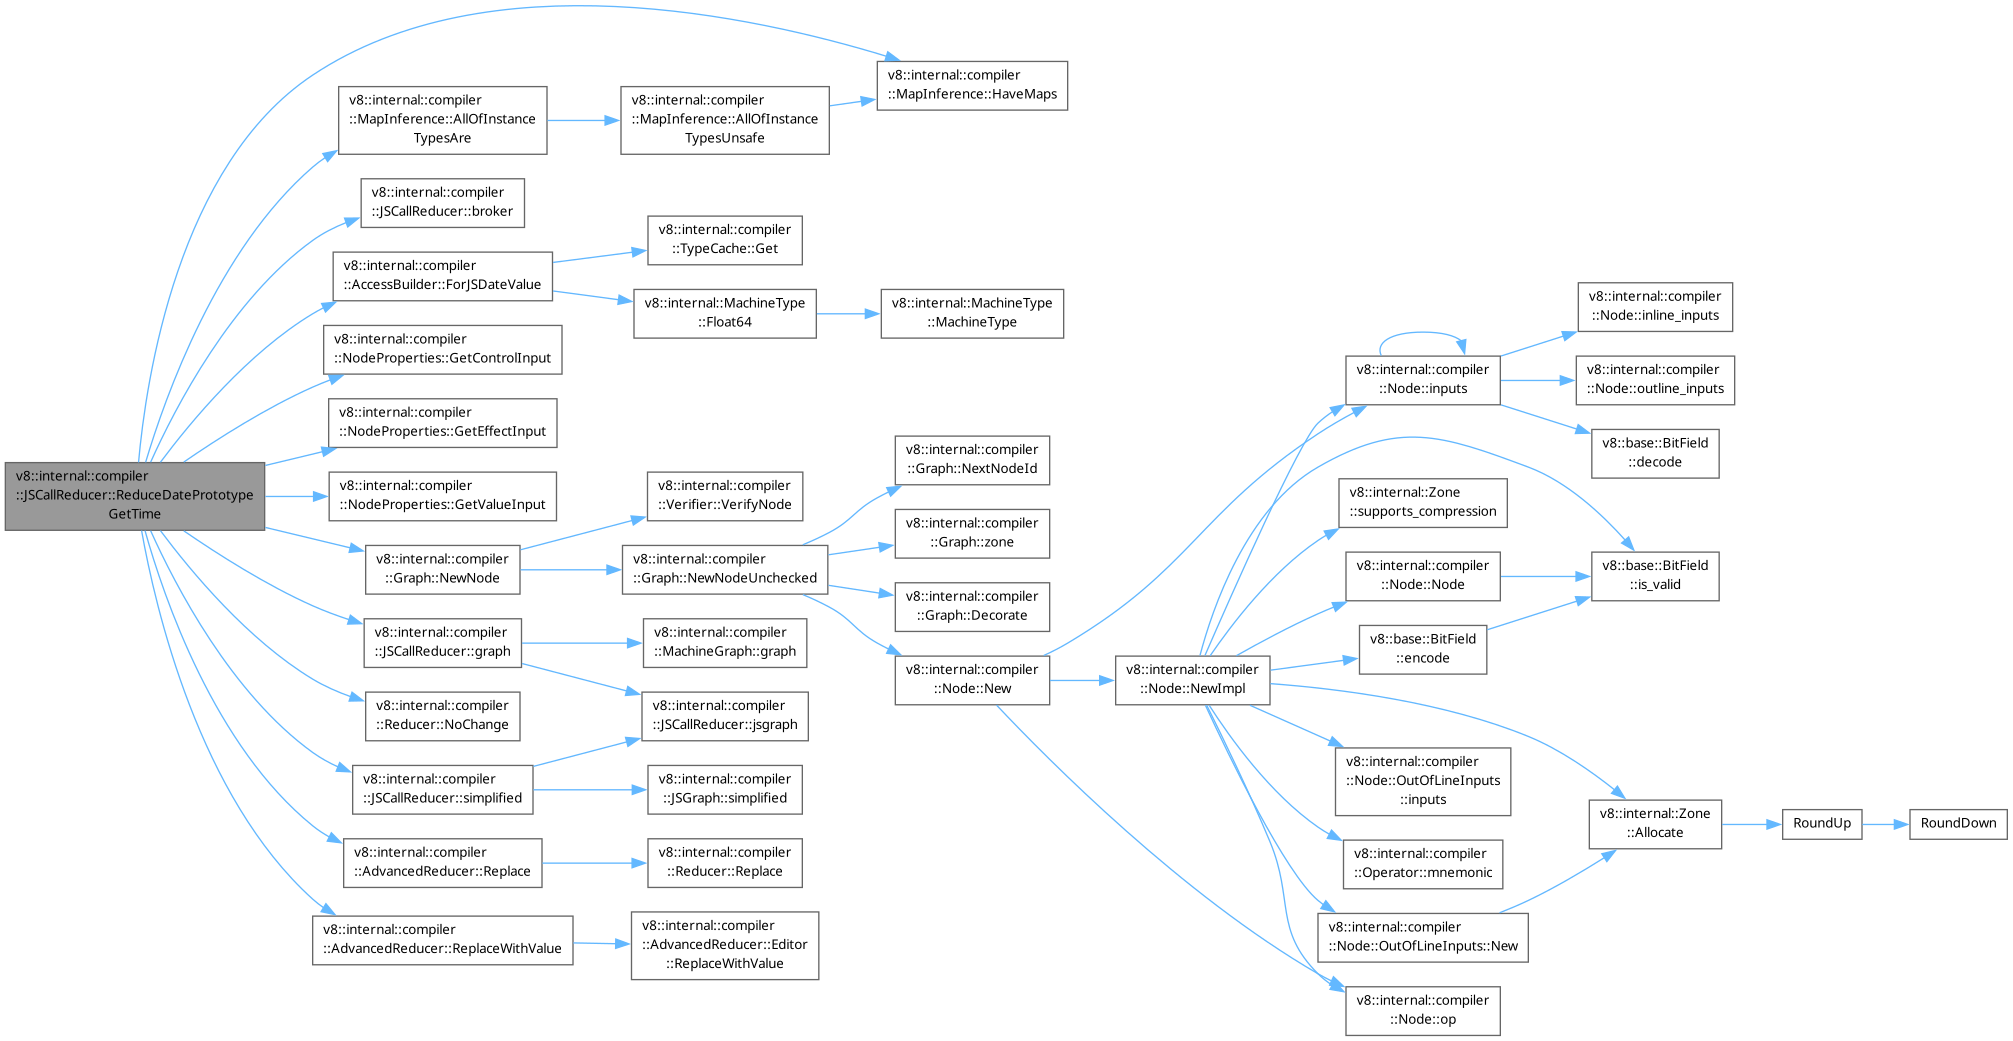 v8::internal::compiler
::JSCallReducer::ReduceDatePrototype
GetTime
v8::internal::compiler
::MapInference::HaveMaps
v8::internal::compiler
::MapInference::AllOfInstance
TypesAre
v8::internal::compiler
::MapInference::AllOfInstance
TypesUnsafe
v8::internal::compiler
::JSCallReducer::broker
v8::internal::compiler
::AccessBuilder::ForJSDateValue
v8::internal::compiler
::TypeCache::Get
v8::internal::MachineType
::Float64
v8::internal::MachineType
::MachineType
v8::internal::compiler
::NodeProperties::GetControlInput
v8::internal::compiler
::NodeProperties::GetEffectInput
v8::internal::compiler
::NodeProperties::GetValueInput
v8::internal::compiler
::Graph::NewNode
v8::internal::compiler
::Verifier::VerifyNode
v8::internal::compiler
::Graph::NewNodeUnchecked
v8::internal::compiler
::Graph::NextNodeId
v8::internal::compiler
::Graph::zone
v8::internal::compiler
::Graph::Decorate
v8::internal::compiler
::Node::New
v8::internal::compiler
::Node::NewImpl
v8::internal::compiler
::Node::inputs
v8::internal::compiler
::Node::inline_inputs
v8::internal::compiler
::Node::outline_inputs
v8::base::BitField
::decode
v8::internal::Zone
::supports_compression
v8::internal::compiler
::Node::Node
v8::base::BitField
::is_valid
v8::base::BitField
::encode
v8::internal::compiler
::Node::OutOfLineInputs
::inputs
v8::internal::Zone
::Allocate
RoundUp
RoundDown
v8::internal::compiler
::Operator::mnemonic
v8::internal::compiler
::Node::OutOfLineInputs::New
v8::internal::compiler
::Node::op
v8::internal::compiler
::JSCallReducer::graph
v8::internal::compiler
::MachineGraph::graph
v8::internal::compiler
::JSCallReducer::jsgraph
v8::internal::compiler
::Reducer::NoChange
v8::internal::compiler
::JSCallReducer::simplified
v8::internal::compiler
::JSGraph::simplified
v8::internal::compiler
::AdvancedReducer::Replace
v8::internal::compiler
::Reducer::Replace
v8::internal::compiler
::AdvancedReducer::ReplaceWithValue
v8::internal::compiler
::AdvancedReducer::Editor
::ReplaceWithValue